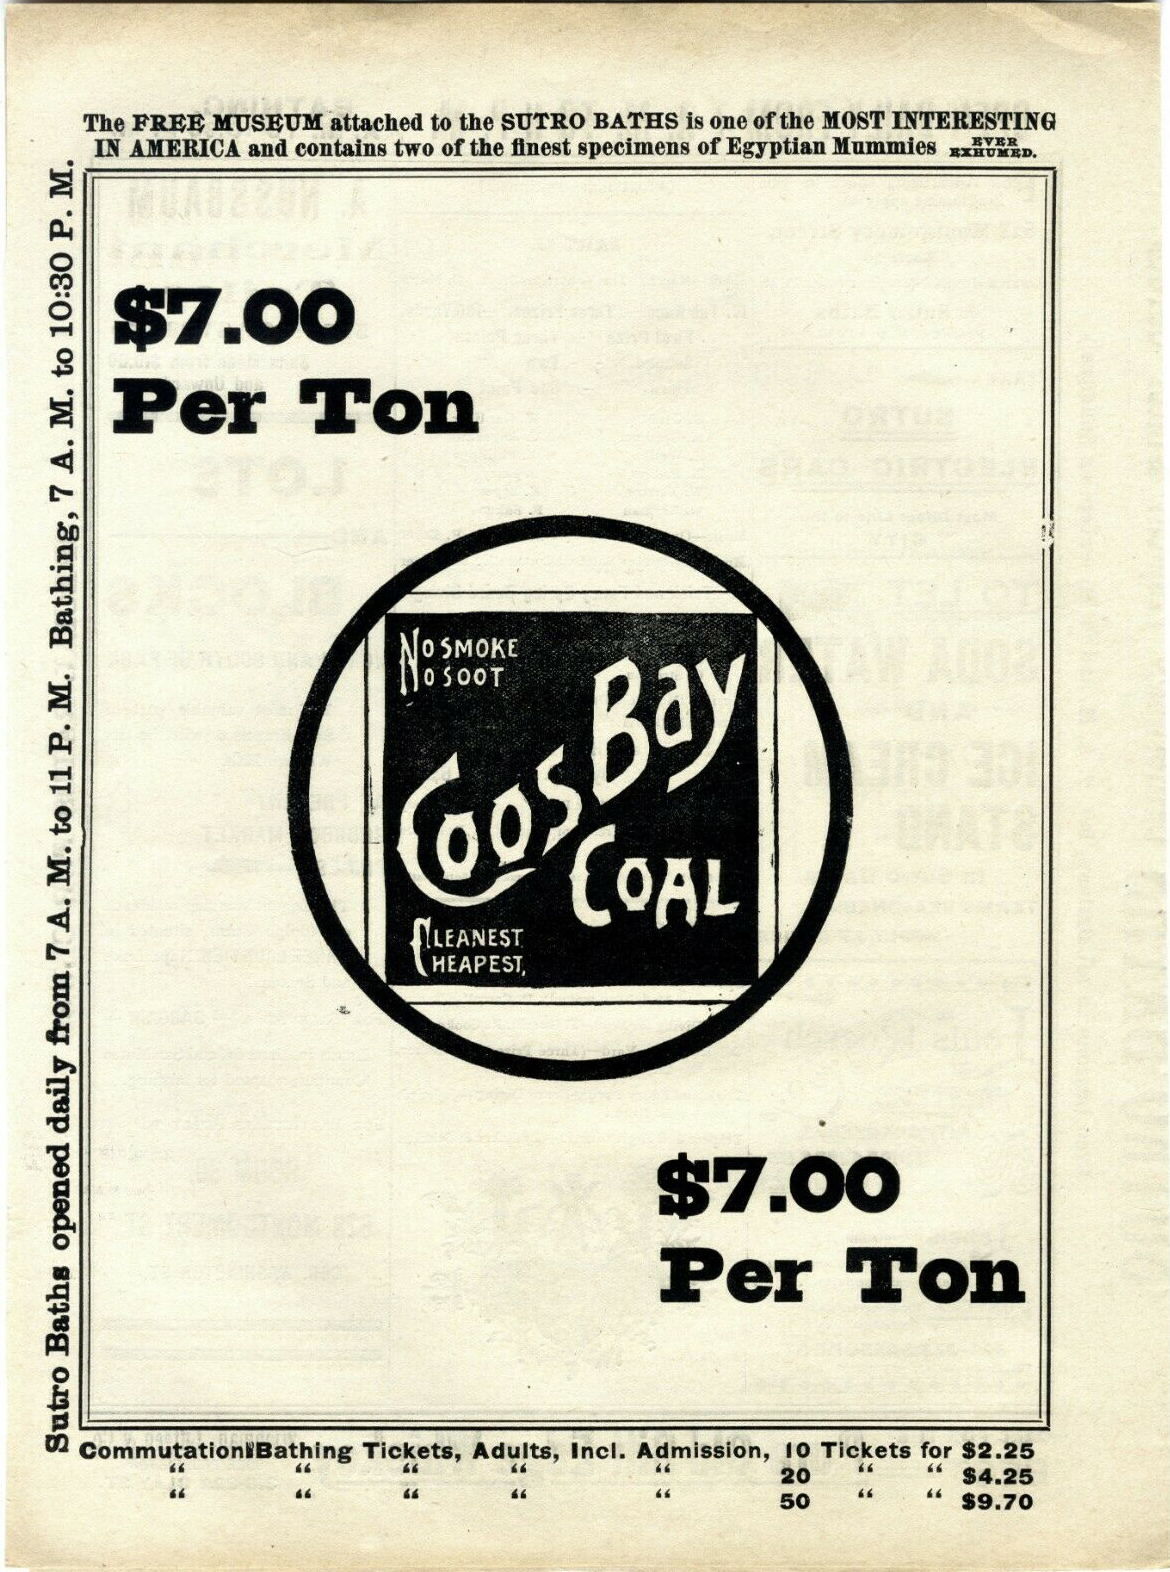 The FREE MUSEUM attached to the SUTRO BATHS is one of the MOST INTERESTING
IN AMERICA and contains two of the finest specimens of Egyptian Mummies EVER EXHUMED.
Sutro Baths opened daily from 7 A. M. to 11 P. M. Bathing, 7 A. M. to 10:30 P. M.
$7.00
Per Ton
NO SMOKE
NO SOOT
COOS BAY
COAL
CLEANEST
CHEAPEST,
$7.00
Per Ton
Commutation Bathing Tickets, Adults, Incl. Admission, 10 Tickets for $2.25
“ “ “ “ “ 20 “ “ $4.25
“ “ “ “ “ 50 “ “ $9.70